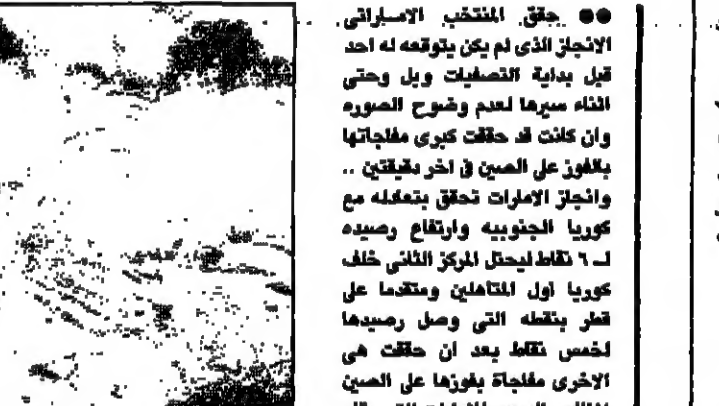 ●● حقق المنتخب الاماراتى
الانجاز الذى لم يكن يتوقعه له احد
قبل بداية التصفيات وبل وحتى
اثناء سيرها لعدم وضوح الصوره
وان كانت قد حققت كبرى مفاجاتها
بالفوز على الصين ق اخر دقيقتين ..
وانجاز الامارات تحقق بتعادله مع
كوريا الجنوبيه وارتفاع رصيده
لـ ٦ نقاط ليحتل المركز الثانى خلف
كوريا اول المتاهلين ومتقدما على
قطر بنقطه التى وصل رصيدها
لخمس نقاط بعد ان حققت هى
الاخرى مفاجاة بفوزها على الصين